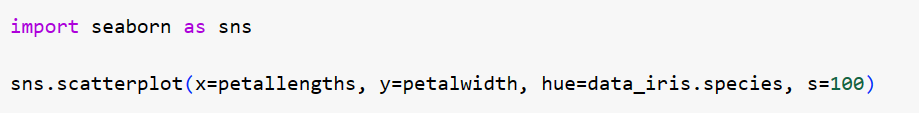 import seaborn as sns
sns.scatterplot(x=petallengths, y=petalwidth, hue=data_iris.species, s=100)